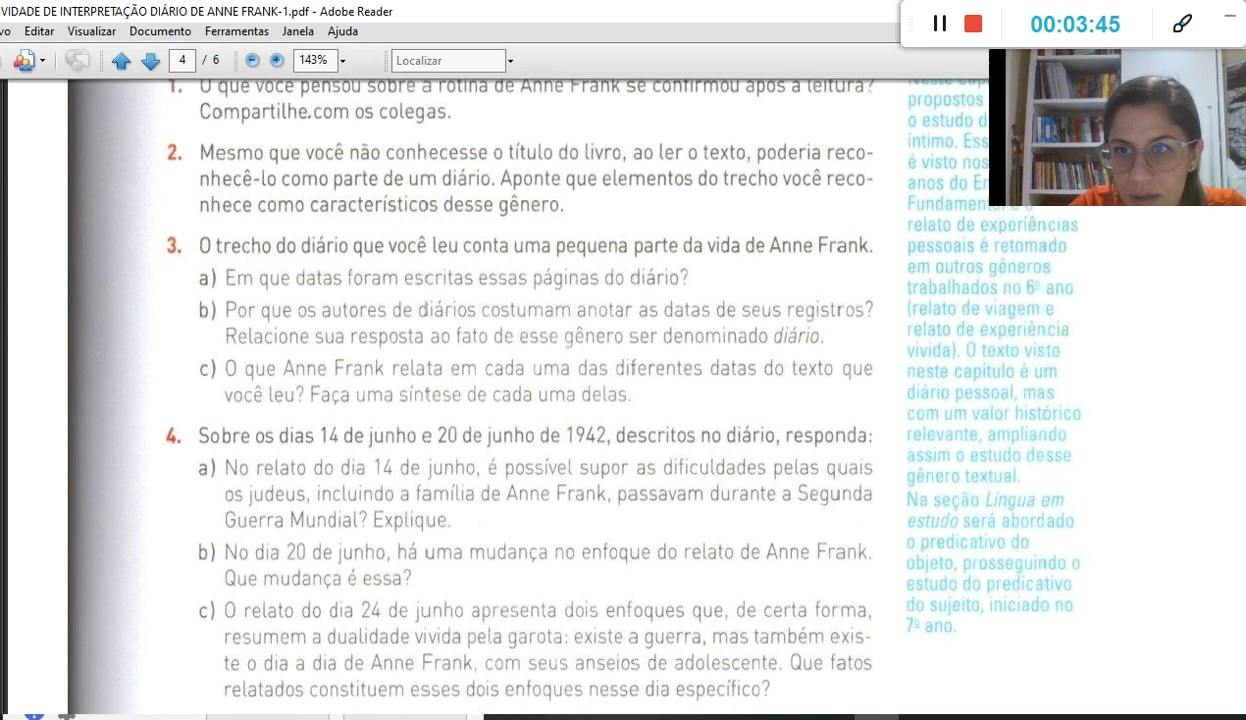 VIDADE DE INTERPRETAÇÃO DIÁRIO DE ANNE FRANK-1.pdf - Adobe Reader
vo Editar Visualizar Documento Ferramentas Janela Ajuda
4 / 6 143% Localizar
00:03:45
1. O que você pensou sobre a rotina de Anne Frank se confirmou após a leitura?
Compartilhe com os colegas.
2. Mesmo que você não conhecesse o título do livro, ao ler o texto, poderia reco-
nhecê-lo como parte de um diário. Aponte que elementos do trecho você reco-
nhece como característicos desse gênero.
3. O trecho do diário que você leu conta uma pequena parte da vida de Anne Frank.
a) Em que datas foram escritas essas páginas do diário?
b) Por que os autores de diários costumam anotar as datas de seus registros?
Relacione sua resposta ao fato de esse gênero ser denominado diário.
c) O que Anne Frank relata em cada uma das diferentes datas do texto que
você leu? Faça uma síntese de cada uma delas.
4. Sobre os dias 14 de junho e 20 de junho de 1942, descritos no diário, responda:
a) No relato do dia 14 de junho, é possível supor as dificuldades pelas quais
os judeus, incluindo a família de Anne Frank, passavam durante a Segunda
Guerra Mundial? Explique.
b) No dia 20 de junho, há uma mudança no enfoque do relato de Anne Frank.
Que mudança é essa?
c) O relato do dia 24 de junho apresenta dois enfoques que, de certa forma,
resumem a dualidade vivida pela garota: existe a guerra, mas também exis-
te o dia a dia de Anne Frank, com seus anseios de adolescente. Que fatos
relatados constituem esses dois enfoques nesse dia específico?
propostos
o estudo d
íntimo. Ess
é visto nos
anos do En
Fundament
relato de experiências
pessoais é retomado
em outros gêneros
trabalhados no 6º ano
(relato de viagem e
relato de experiência
vivida). O texto visto
neste capítulo é um
diário pessoal, mas
com um valor histórico
relevante, ampliando
assim o estudo desse
gênero textual.
Na seção Língua em
estudo será abordado
o predicativo do
objeto, prosseguindo o
estudo do predicativo
do sujeito, iniciado no
7º ano.